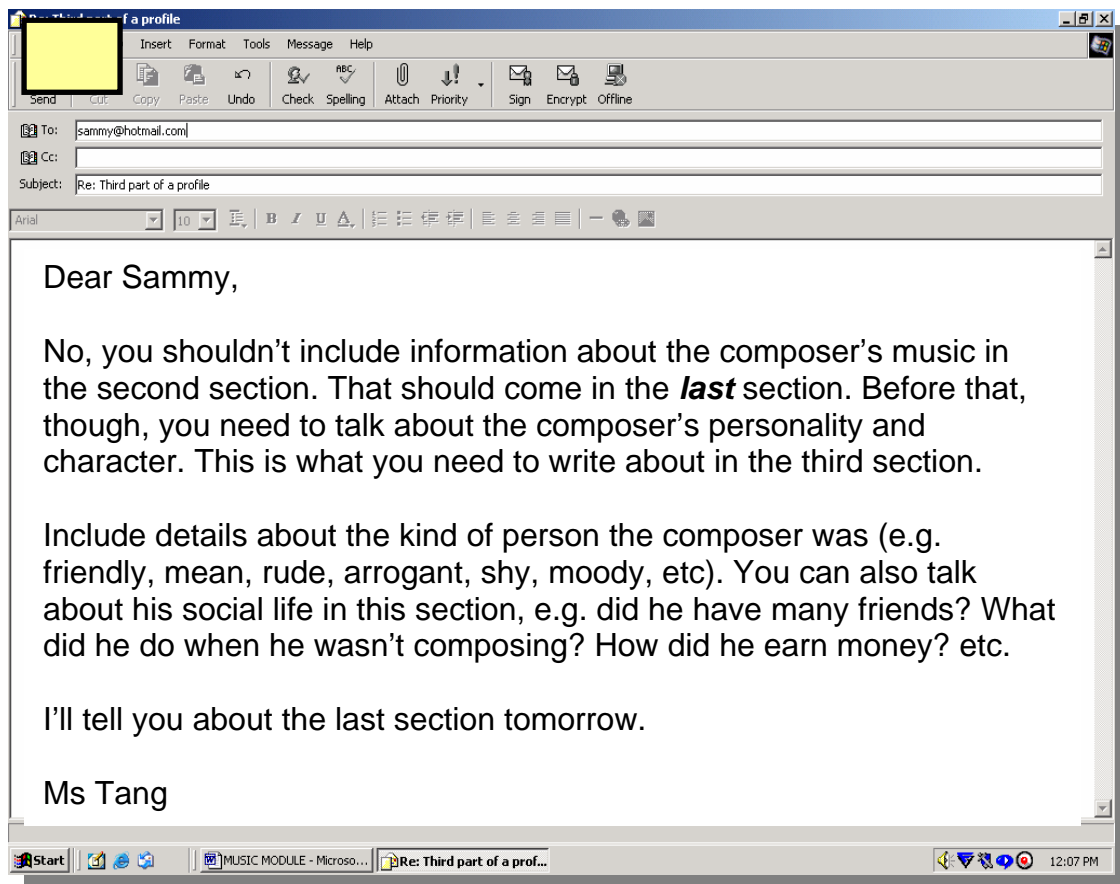 Re: Third part of a profile
Insert Format Tools Message Help
Send Cut Copy Paste Undo Check Spelling Attach Priority Sign Encrypt Offline
ABC
To: sammy@hotmail.com
Cc:
Subject: Re: Third part of a profile
Arial 10 B I U A
Dear Sammy,
No, you shouldn't include information about the composer's music in
the second section. That should come in the last section. Before that,
though, you need to talk about the composer's personality and
character. This is what you need to write about in the third section.
Include details about the kind of person the composer was (e.g.
friendly, mean, rude, arrogant, shy, moody, etc). You can also talk
about his social life in this section, e.g. did he have many friends? What
did he do when he wasn't composing? How did he earn money? etc.
I'll tell you about the last section tomorrow.
Ms Tang
Start MUSIC MODULE - Microso... Re: Third part of a prof... 12:07 PM